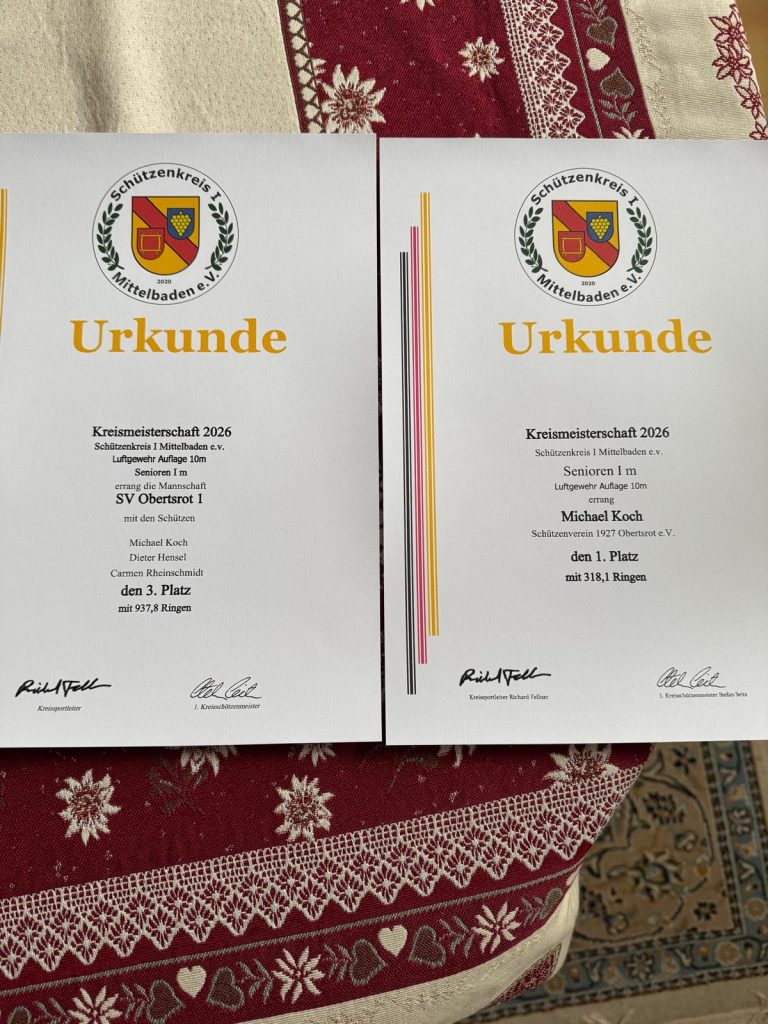 Schützenkreis I
2020
Mittelbaden e.V.
Urkunde
Kreismeisterschaft 2026
Schützenkreis I Mittelbaden e.v.
Luftgewehr Auflage 10m
Senioren I m
errang die Mannschaft
SV Obertsrot 1
mit den Schützen
Michael Koch
Dieter Hensel
Carmen Rheinschmidt
den 3. Platz
mit 937,8 Ringen
Kreissportleiter
1. Kreisschützenmeister
Schützenkreis I
2020
Mittelbaden e.V.
Urkunde
Kreismeisterschaft 2026
Schützenkreis I Mittelbaden e.v.
Senioren I m
Luftgewehr Auflage 10m
errang
Michael Koch
Schützenverein 1927 Obertsrot e.V.
den 1. Platz
mit 318,1 Ringen
Kreissportleiter Richard Fellner
1. Kreisschützenmeister Stefan Seitz